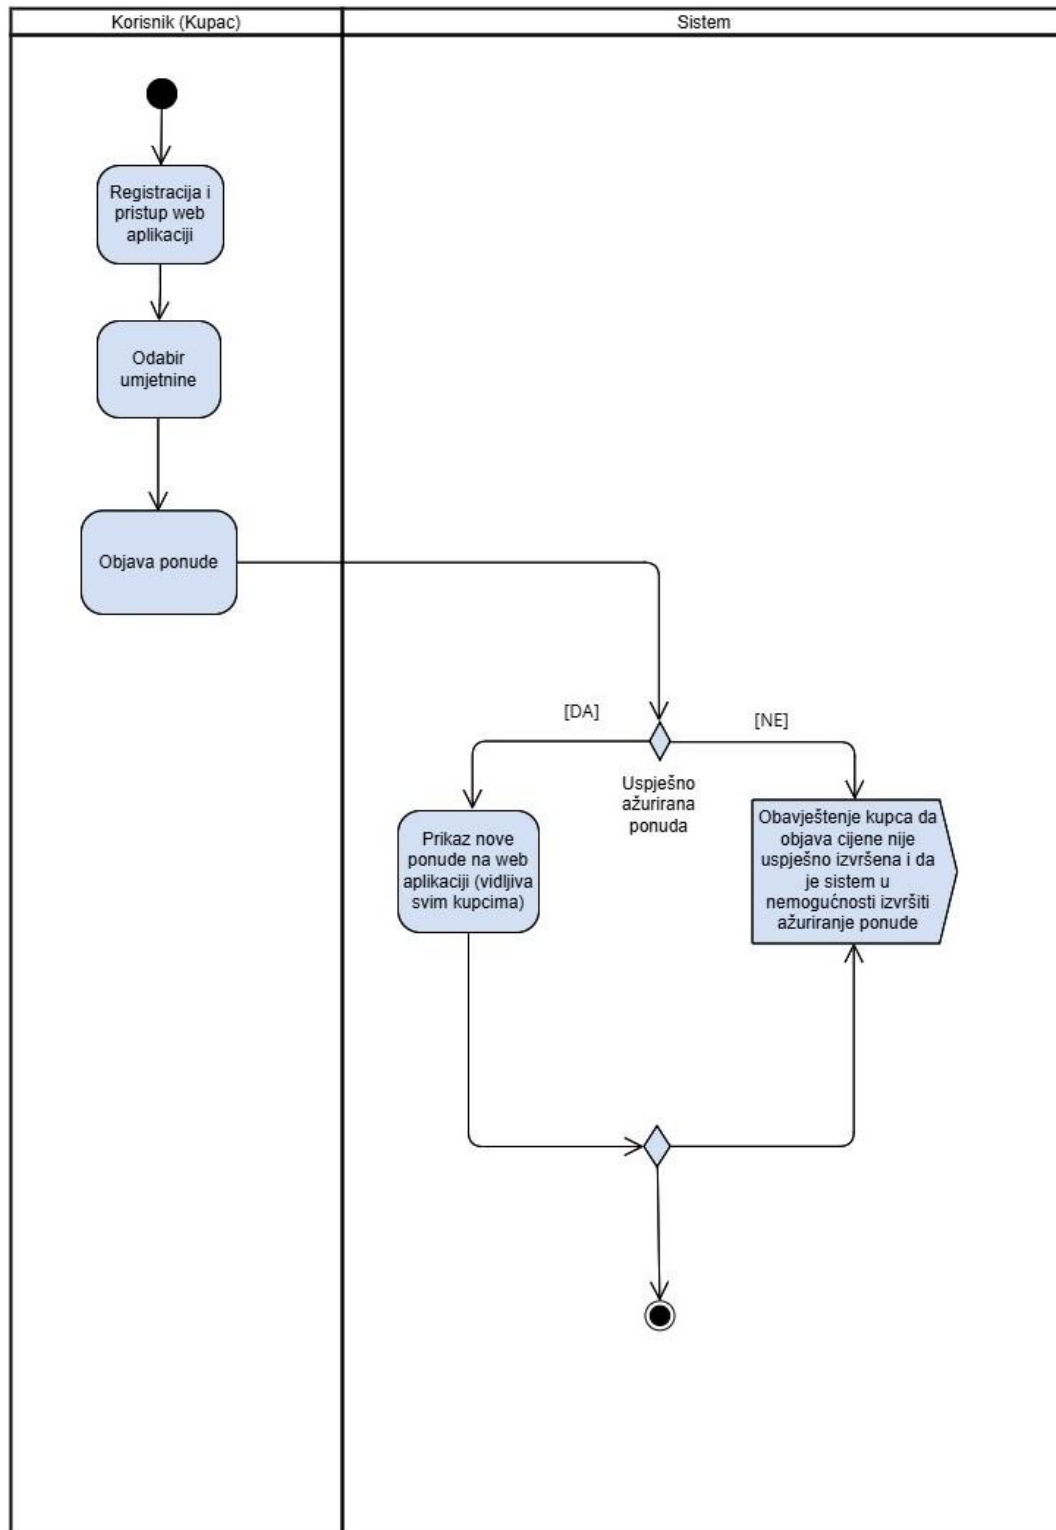 Korisnik (Kupac)
Sistem
Registracija i
pristup web
aplikaciji
Odabir
umjetnine
Objava ponude
[DA]
[NE]
Uspješno
ažurirana
ponuda
Prikaz nove
ponude na web
aplikaciji (vidljiva
svim kupcima)
Obavještenje kupca da
objava cijene nije
uspješno izvršena i da
je sistem u
nemogućnosti izvršiti
ažuriranje ponude